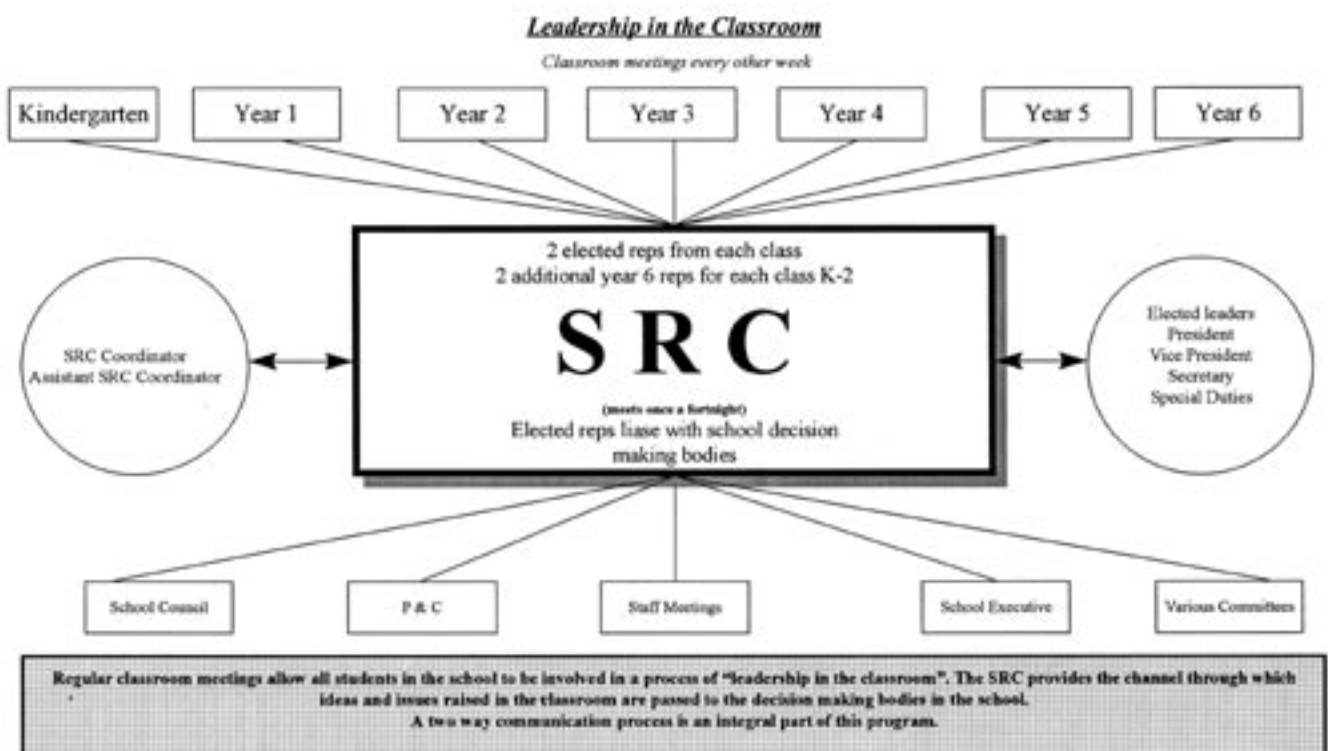 Leadership in the Classroom
Classroom meetings every other week
Kindergarten
Year 1
Year 2
Year 3
Year 4
Year 5
Year 6
2 elected reps from each class
2 additional year 6 reps for each class K-2
S R C
(meets once a fortnight)
Elected reps liase with school decision
making bodies
SRC Coordinator
Assistant SRC Coordinator
Elected leaders
President
Vice President
Secretary
Special Duties
School Council
P & C
Staff Meetings
School Executive
Various Committees
Regular classroom meetings allow all students in the school to be involved in a process of “leadership in the classroom”. The SRC provides the channel through which
ideas and issues raised in the classroom are passed to the decision making bodies in the school.
A two way communication process is an integral part of this program.